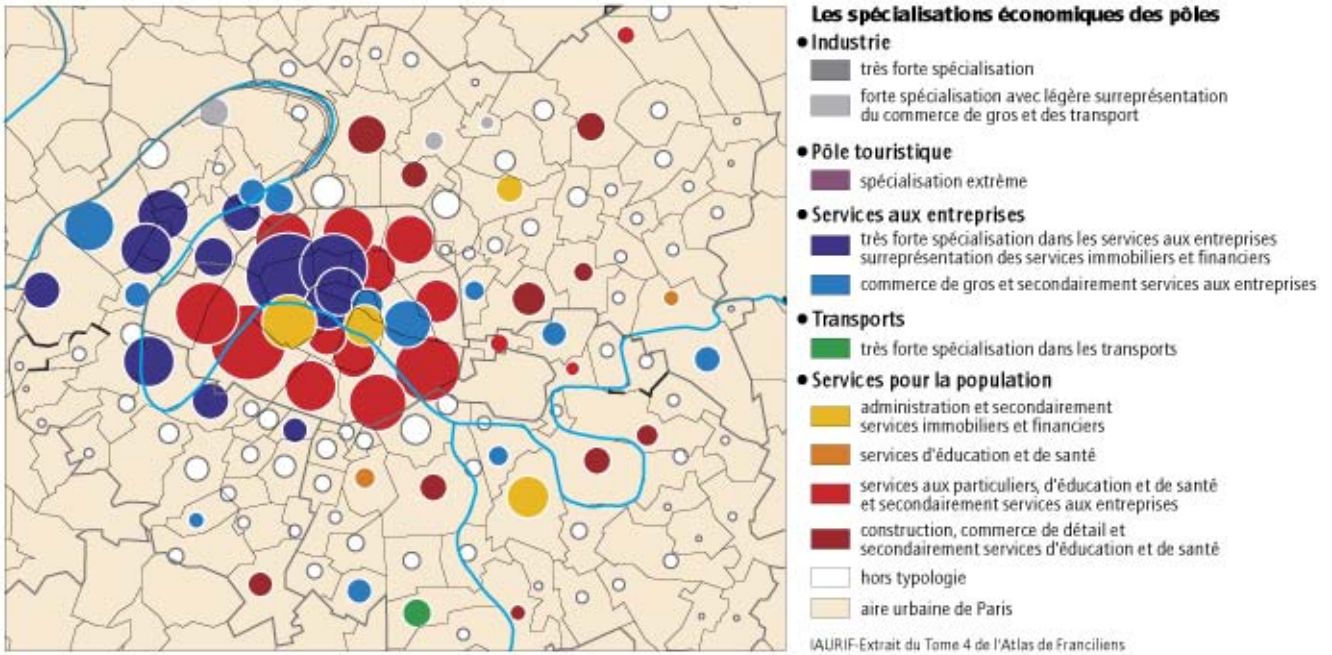 Les spécialisations économiques des pôles
● Industrie
très forte spécialisation
forte spécialisation avec légère surreprésentation
du commerce de gros et des transport
● Pôle touristique
spécialisation extrême
● Services aux entreprises
très forte spécialisation dans les services aux entreprises
surreprésentation des services immobiliers et financiers
commerce de gros et secondairement services aux entreprises
● Transports
très forte spécialisation dans les transports
● Services pour la population
administration et secondairement
services immobiliers et financiers
services d'éducation et de santé
services aux particuliers, d'éducation et de santé
et secondairement services aux entreprises
construction, commerce de détail et
secondairement services d'éducation et de santé
hors typologie
aire urbaine de Paris
IAURIF-Extrait du Tome 4 de l'Atlas de Franciliens